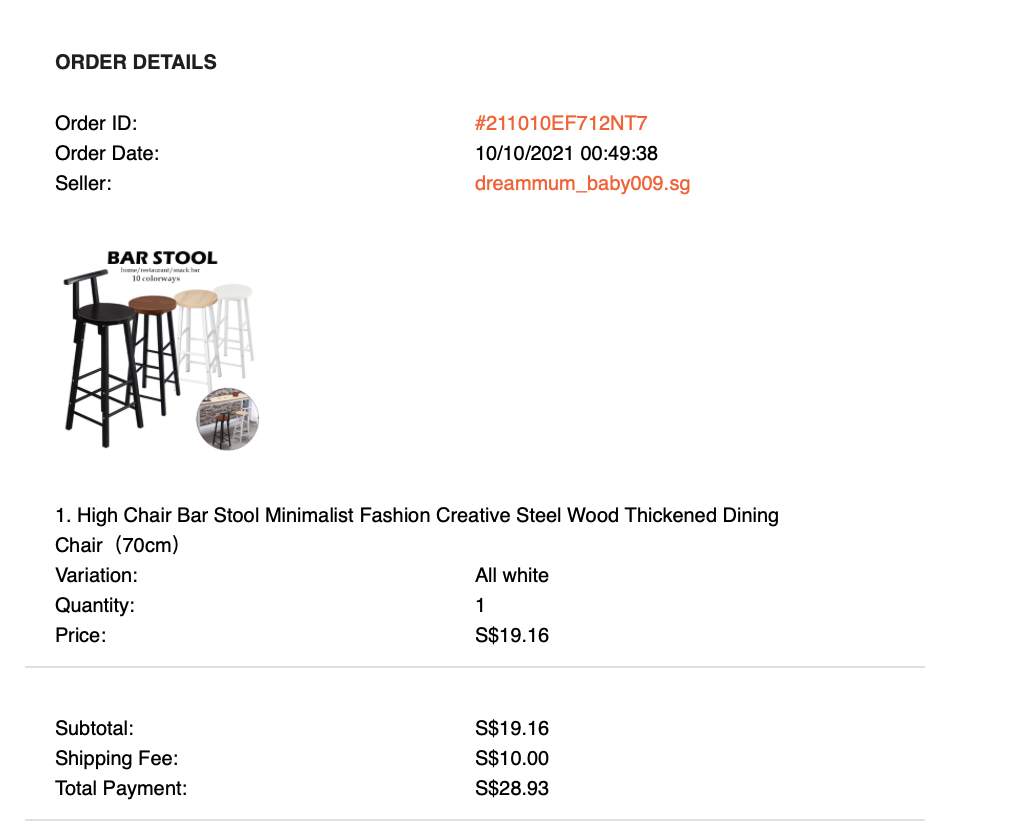 ORDER DETAILS
Order ID: #211010EF712NT7
Order Date: 10/10/2021 00:49:38
Seller: dreammum_baby009.sg
BAR STOOL
home/restaurant/snack bar
10 colorways
1. High Chair Bar Stool Minimalist Fashion Creative Steel Wood Thickened Dining
Chair（70cm）
Variation: All white
Quantity: 1
Price: S$19.16
Subtotal: S$19.16
Shipping Fee: S$10.00
Total Payment: S$28.93